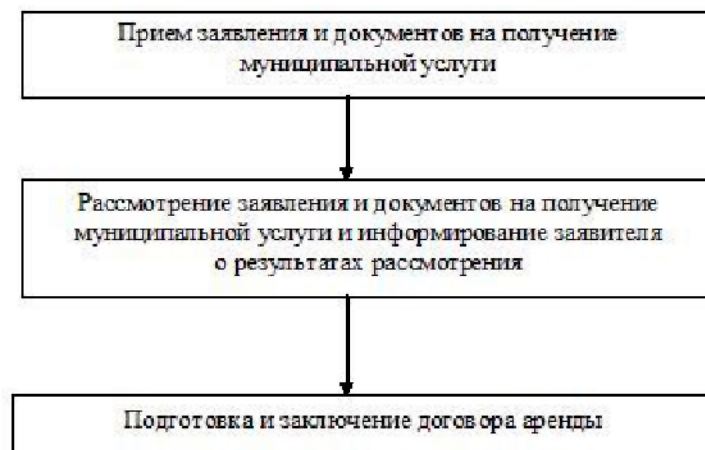 Прием заявления и документов на получение
муниципальной услуги
Рассмотрение заявления и документов на получение
муниципальной услуги и информирование заявителя
о результатах рассмотрения
Подготовка и заключение договора аренды